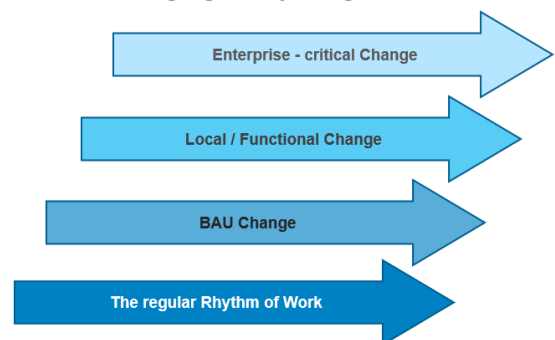 Enterprise - critical Change
Local / Functional Change
BAU Change
The regular Rhythm of Work